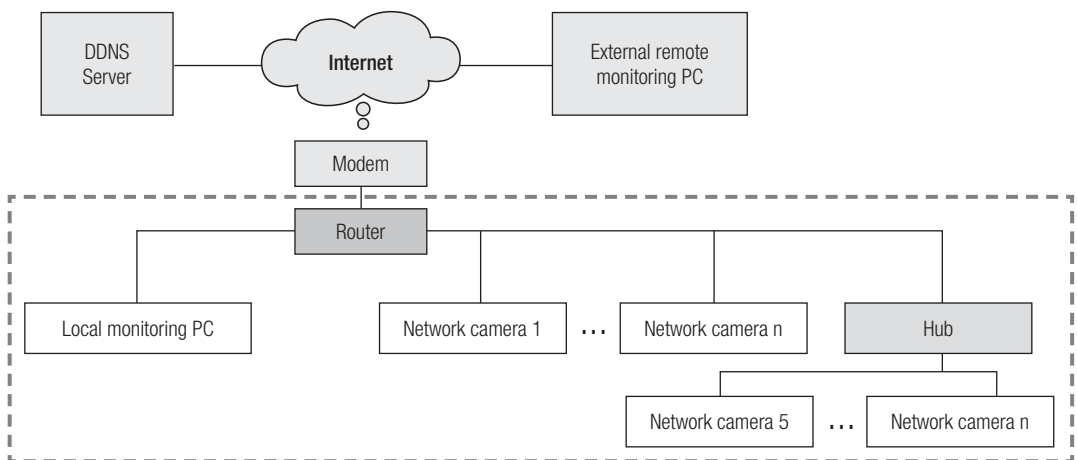 DDNS
Server
Internet
External remote
monitoring PC
Modem
Router
Local monitoring PC
Network camera 1
...
Network camera n
Hub
Network camera 5
...
Network camera n